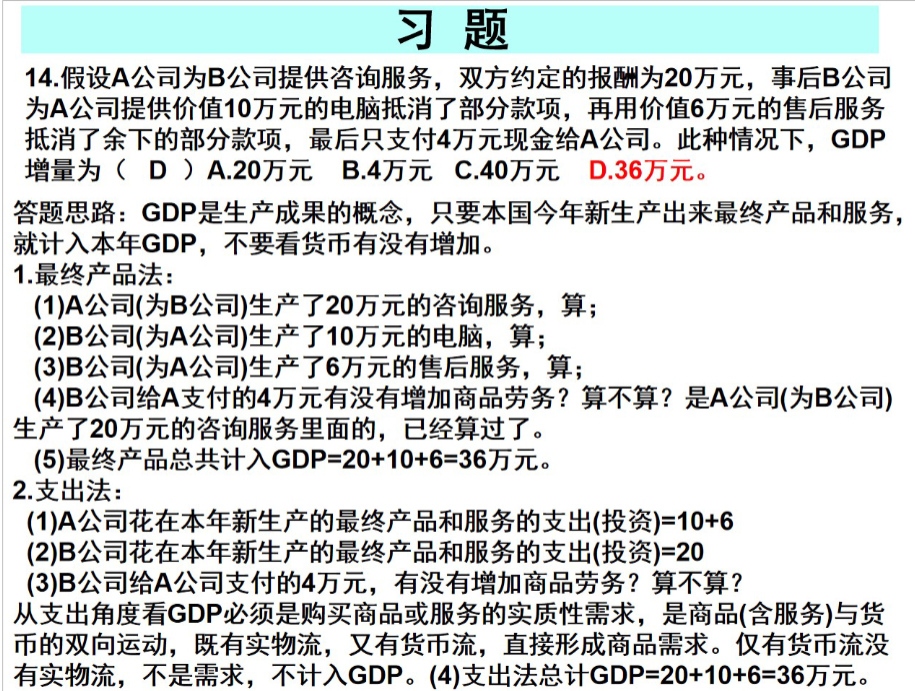 习 题
14.假设A公司为B公司提供咨询服务，双方约定的报酬为20万元，事后B公司
为A公司提供价值10万元的电脑抵消了部分款项，再用价值6万元的售后服务
抵消了余下的部分款项，最后只支付4万元现金给A公司。此种情况下，GDP
增量为（ D ）A.20万元 B.4万元 C.40万元 D.36万元。
答题思路：GDP是生产成果的概念，只要本国今年新生产出来最终产品和服务，
就计入本年GDP，不要看货币有没有增加。
1.最终产品法：
(1)A公司(为B公司)生产了20万元的咨询服务，算；
(2)B公司(为A公司)生产了10万元的电脑，算；
(3)B公司(为A公司)生产了6万元的售后服务，算；
(4)B公司给A支付的4万元有没有增加商品劳务？算不算？是A公司(为B公司)
生产了20万元的咨询服务里面的，已经算过了。
(5)最终产品总共计入GDP=20+10+6=36万元。
2.支出法：
(1)A公司花在本年新生产的最终产品和服务的支出(投资)=10+6
(2)B公司花在本年新生产的最终产品和服务的支出(投资)=20
(3)B公司给A公司支付的4万元，有没有增加商品劳务？算不算？
从支出角度看GDP必须是购买商品或服务的实质性需求，是商品(含服务)与货
币的双向运动，既有实物流，又有货币流，直接形成商品需求。仅有货币流没
有实物流，不是需求，不计入GDP。(4)支出法总计GDP=20+10+6=36万元。